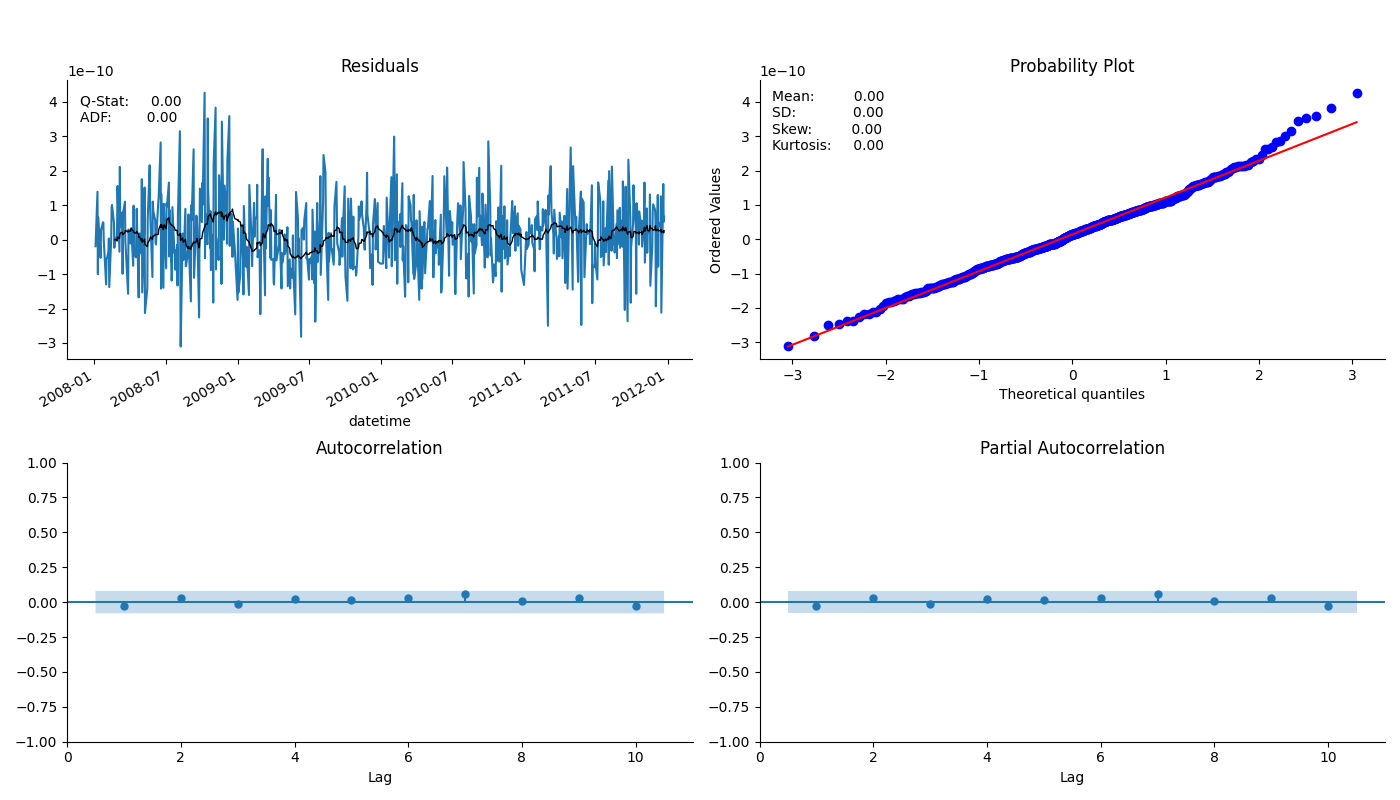 Residuals
1e−10
Q-Stat: 0.00
ADF: 0.00
4
3
2
1
0
−1
−2
−3
2008-01 2008-07 2009-01 2009-07 2010-01 2010-07 2011-01 2011-07 2012-01
datetime
Probability Plot
1e−10
Mean: 0.00
SD: 0.00
Skew: 0.00
Kurtosis: 0.00
Ordered Values
4
3
2
1
0
−1
−2
−3
−3 −2 −1 0 1 2 3
Theoretical quantiles
Autocorrelation
1.00
0.75
0.50
0.25
0.00
−0.25
−0.50
−0.75
−1.00
0 2 4 6 8 10
Lag
Partial Autocorrelation
1.00
0.75
0.50
0.25
0.00
−0.25
−0.50
−0.75
−1.00
0 2 4 6 8 10
Lag